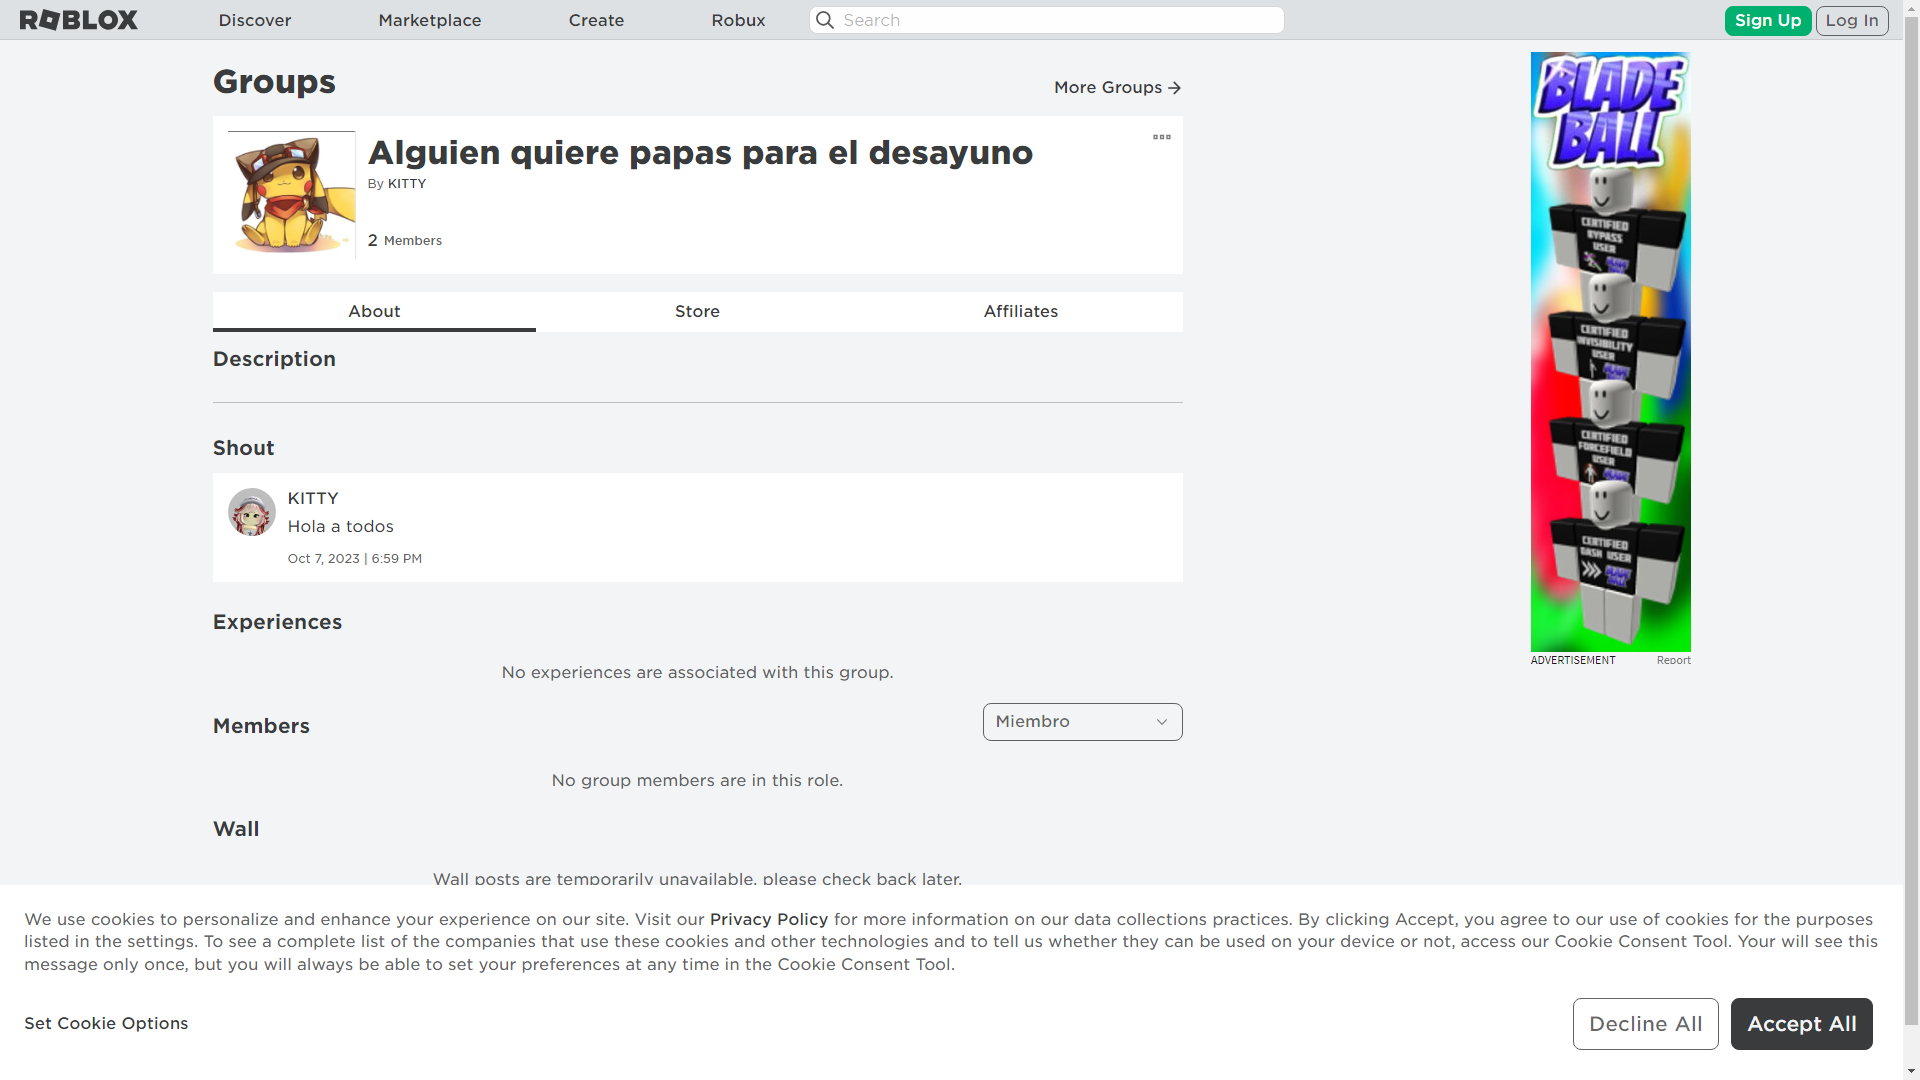 ROBLOX
Discover
Marketplace
Create
Robux
Search
Sign Up
Log In
Groups
More Groups
Alguien quiere papas para el desayuno
By KITTY
2 Members
About
Store
Affiliates
Description
Shout
KITTY
Hola a todos
Oct 7, 2023 | 6:59 PM
Experiences
No experiences are associated with this group.
Members
Miembro
No group members are in this role.
Wall
Wall posts are temporarily unavailable, please check back later.
BLADE
BALL
CERTIFIED
BYPASS
USER
CERTIFIED
INVISIBILITY
USER
CERTIFIED
FORCEFIELD
USER
CERTIFIED
DASH USER
ADVERTISEMENT
Report
We use cookies to personalize and enhance your experience on our site. Visit our Privacy Policy for more information on our data collections practices. By clicking Accept, you agree to our use of cookies for the purposes
listed in the settings. To see a complete list of the companies that use these cookies and other technologies and to tell us whether they can be used on your device or not, access our Cookie Consent Tool. Your will see this
message only once, but you will always be able to set your preferences at any time in the Cookie Consent Tool.
Set Cookie Options
Decline All
Accept All